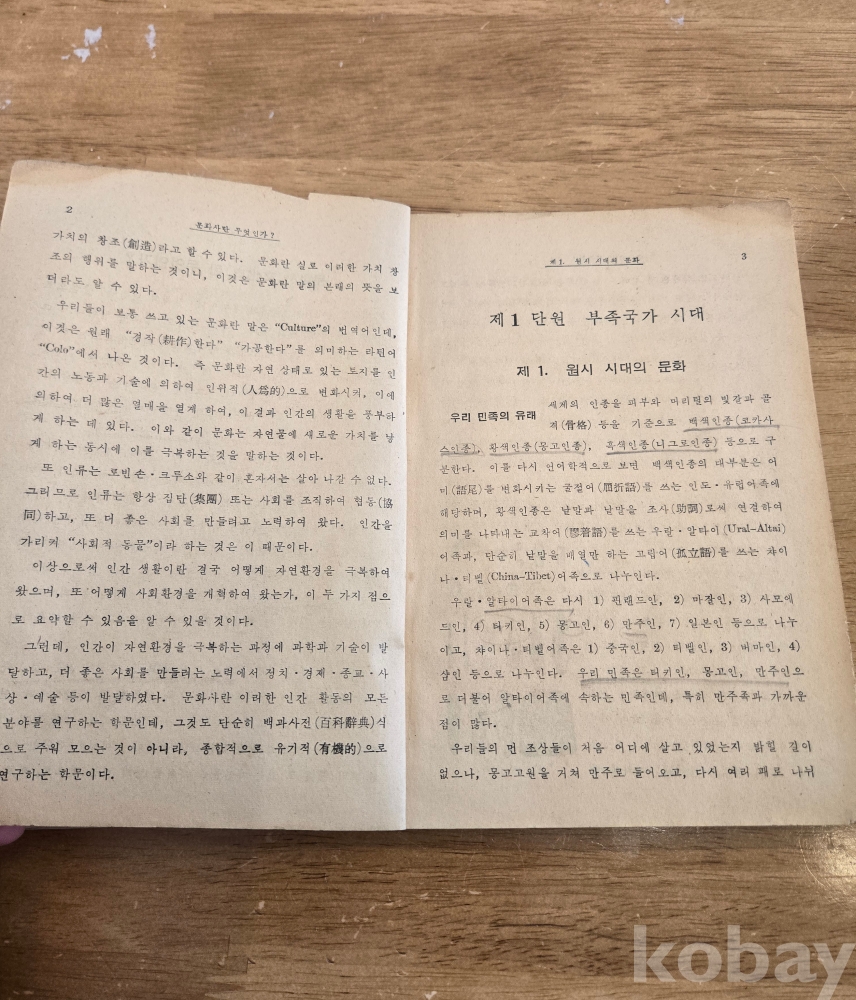 2
문화사란 무엇인가?
가치의 창조(創造)라고 할 수 있다. 문화란 실로 이러한 가치 창
조의 행위를 말하는 것이니, 이것은 문화란 말의 본래의 뜻을 보
더라도 알 수 있다.
우리들이 보통 쓰고 있는 문화란 말은 "Culture"의 번역어인데,
이것은 원래 "경작(耕作)한다" "가공한다"를 의미하는 라틴어
"Colo"에서 나온 것이다. 즉 문화란 자연 상태로 있는 토지를 인
간의 노동과 기술에 의하여 인위적(人爲的)으로 변화시켜, 이에
의하여 더 많은 열매를 열게 하여, 이 결과 인간의 생활을 풍부하
게 하는 데 있다. 이와 같이 문화는 자연물에 새로운 가치를 낳
게 하는 동시에 이를 극복하는 것을 말하는 것이다.
또 인류는 로빈손·크루소와 같이 혼자서는 살아 나갈 수 없다.
그러므로 인류는 항상 집단(集團) 또는 사회를 조직하여 협동(協
同)하고, 또 더 좋은 사회를 만들려고 노력하여 왔다. 인간을
가리켜 "사회적 동물"이라 하는 것은 이 때문이다.
이상으로써 인간 생활이란 결국 어떻게 자연환경을 극복하여
왔으며, 또 어떻게 사회환경을 개혁하여 왔는가, 이 두 가지 점으
로 요약할 수 있음을 알 수 있을 것이다.
그런데, 인간이 자연환경을 극복하는 과정에 과학과 기술이 발
달하고, 더 좋은 사회를 만들려는 노력에서 정치·경제·종교·사
상·예술 등이 발달하였다. 문화사란 이러한 인간 활동의 모든
분야를 연구하는 학문인데, 그것도 단순히 백과사전(百科辭典)식
으로 주워 모으는 것이 아니라, 종합적으로 유기적(有機的)으로
연구하는 학문이다.
제1. 원시 시대의 문화
3
제1 단원 부족국가 시대
제 1. 원시 시대의 문화
우리 민족의 유래
세계의 인종을 피부와 머리털의 빛깔과 골
격(骨格) 등을 기준으로 백색인종(코카사
스인종), 황색인종(몽고인종), 흑색인종(니그로인종) 등으로 구
분한다. 이를 다시 언어학적으로 보면 백색인종의 대부분은 어
미(語尾)를 변화시키는 굴절어(屈折語)를 쓰는 인도·유럽어족에
해당하며, 황색인종은 낱말과 낱말을 조사(助詞)로써 연결하여
의미를 나타내는 교착어(膠着語)를 쓰는 우랄·알타이(Ural-Altai)
어족과, 단순히 낱말을 배열만 하는 고립어(孤立語)를 쓰는 챠이
나·티벹(China-Tibet)어족으로 나누인다.
우랄·알타이어족은 다시 1) 핀랜드인, 2) 마잘인, 3) 사모에
드인, 4) 타키인, 5) 몽고인, 6) 만주인, 7) 일본인 등으로 나누
이고, 챠이나·티벹어족은 1) 중국인, 2) 티벹인, 3) 버마인, 4)
샴인 등으로 나누인다. 우리 민족은 터키인, 몽고인, 만주인으
로 더불어 알타이어족에 속하는 민족인데, 특히 만주족과 가까운
점이 많다.
우리들의 먼 조상들이 처음 어디에 살고 있었는지 밝힐 길이
없으나, 몽고고원을 거쳐 만주로 들어오고, 다시 여러 패로 나뉘
kobay